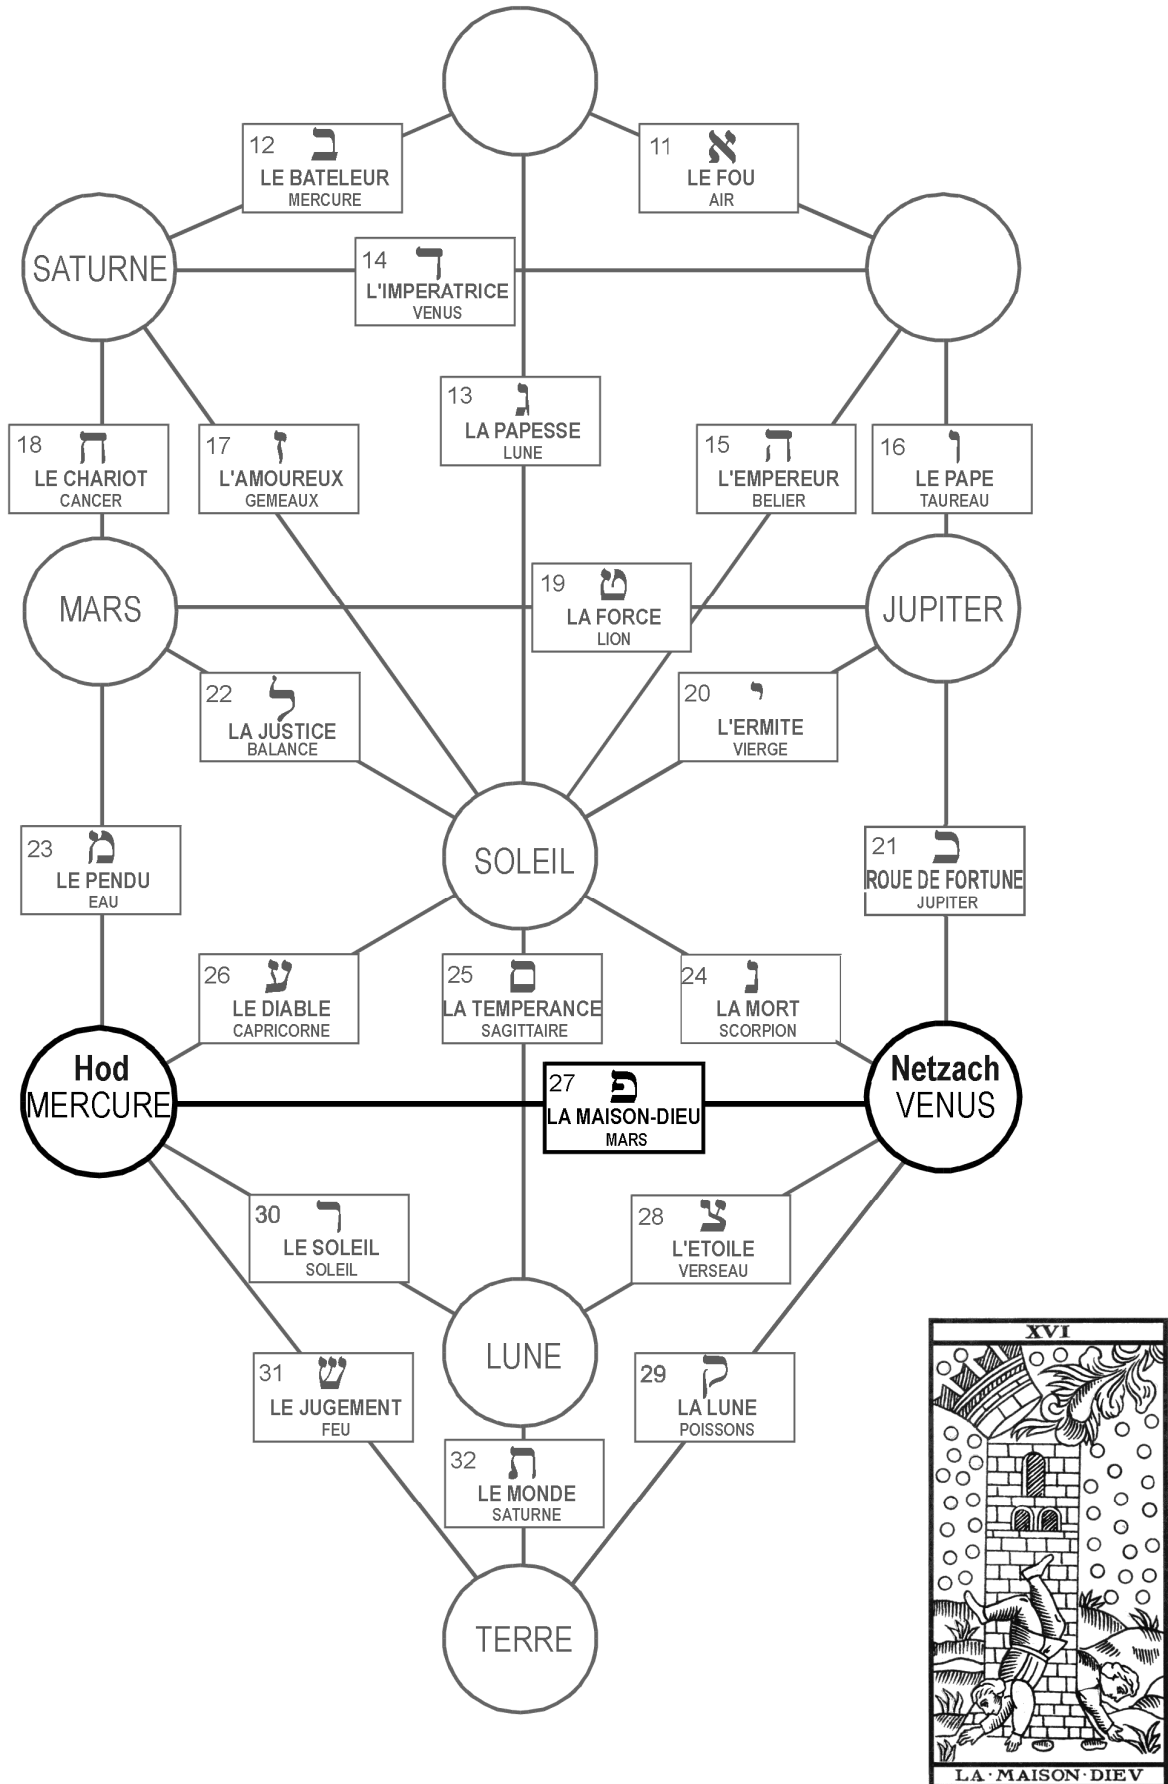 12 ב
LE BATELEUR
MERCURE
11 א
LE FOU
AIR
SATURNE
14 ד
L'IMPERATRICE
VENUS
13 ג
LA PAPESSE
LUNE
18 ח
LE CHARIOT
CANCER
17 ז
L'AMOUREUX
GEMEAUX
15 ה
L'EMPEREUR
BELIER
16 ו
LE PAPE
TAUREAU
MARS
19 ט
LA FORCE
LION
JUPITER
22 ל
LA JUSTICE
BALANCE
20 י
L'ERMITE
VIERGE
23 מ
LE PENDU
EAU
SOLEIL
21 כ
ROUE DE FORTUNE
JUPITER
26 ע
LE DIABLE
CAPRICORNE
25 ם
LA TEMPERANCE
SAGITTAIRE
24 נ
LA MORT
SCORPION
Hod
MERCURE
27 פ
LA MAISON-DIEU
MARS
Netzach
VENUS
30 ר
LE SOLEIL
SOLEIL
28 צ
L'ETOILE
VERSEAU
LUNE
31 ש
LE JUGEMENT
FEU
29 ק
LA LUNE
POISSONS
32 ת
LE MONDE
SATURNE
TERRE
XVI
LA·MAISON·DIEV